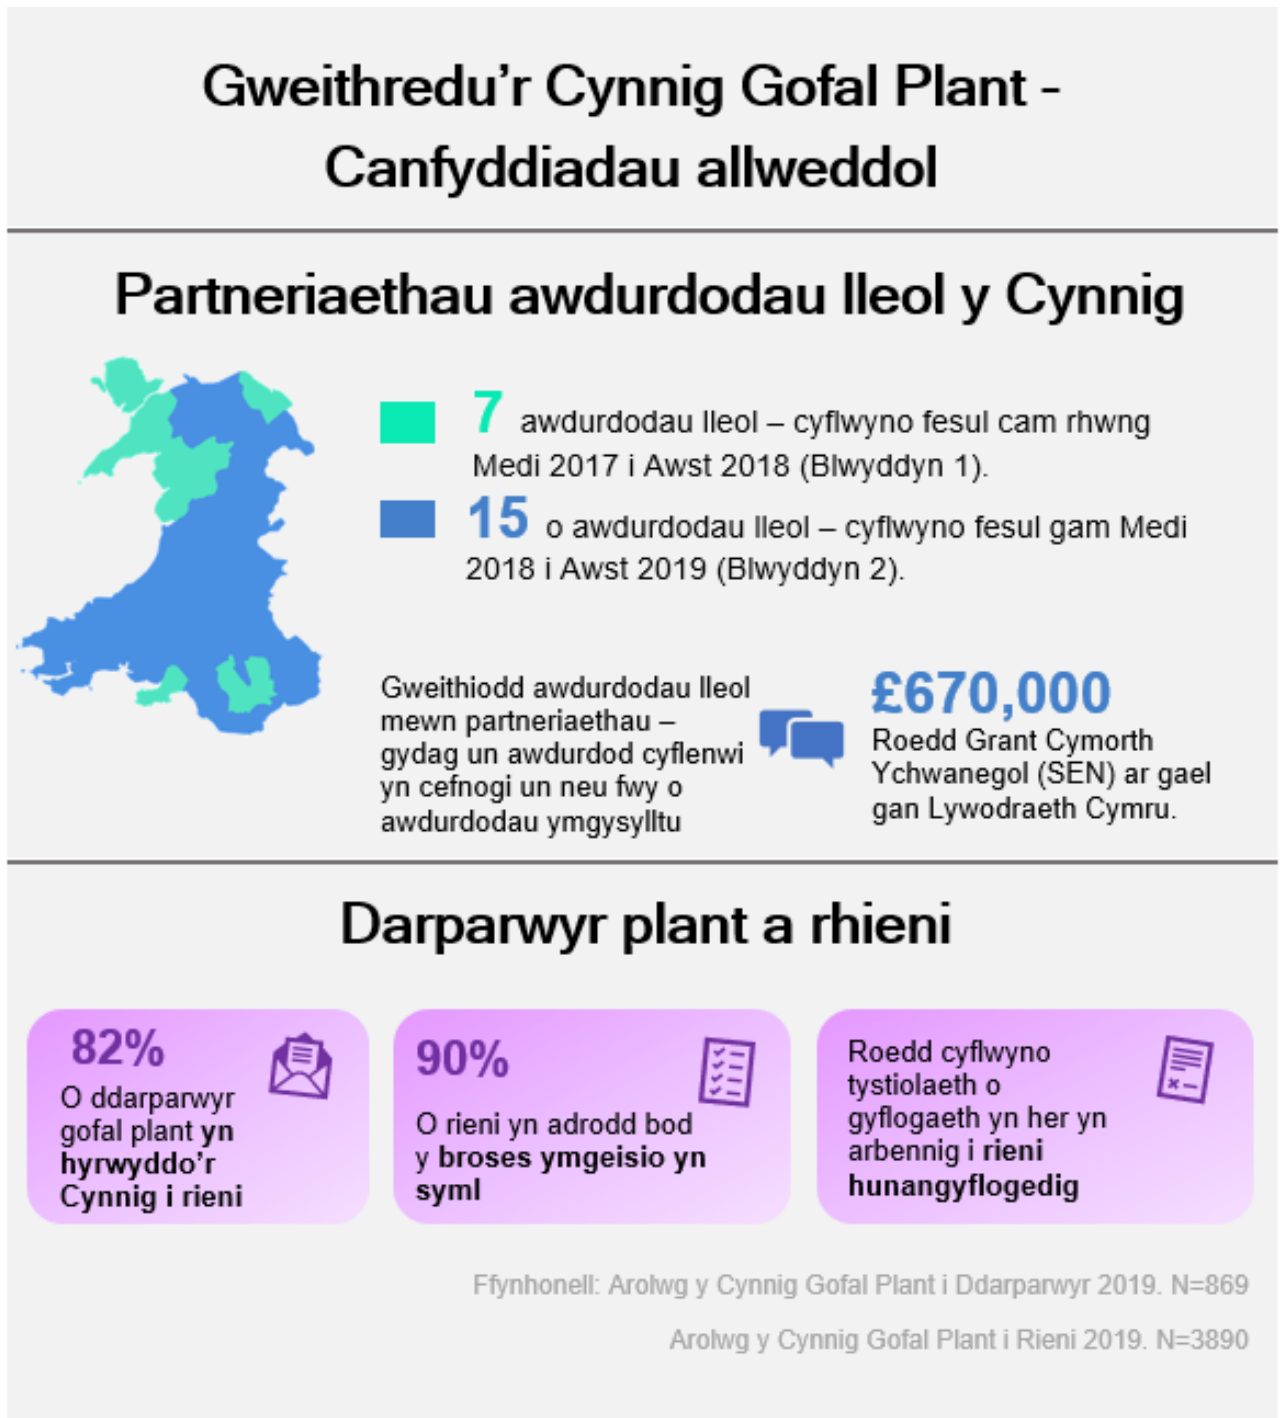 Gweithredu’r Cynnig Gofal Plant -
Canfyddiadau allweddol
Partneriaethau awdurdodau lleol y Cynnig
7 awdurdodau lleol – cyflwyno fesul cam rhwng
Medi 2017 i Awst 2018 (Blwyddyn 1).
15 o awdurdodau lleol – cyflwyno fesul gam Medi
2018 i Awst 2019 (Blwyddyn 2).
Gweithiodd awdurdodau lleol
mewn partneriaethau –
gydag un awdurdod cyflenwi
yn cefnogi un neu fwy o
awdurdodau ymgysylltu
£670,000
Roedd Grant Cymorth
Ychwanegol (SEN) ar gael
gan Lywodraeth Cymru.
Darparwyr plant a rhieni
82%
O ddarparwyr
gofal plant yn
hyrwyddo’r
Cynnig i rieni
90%
O rieni yn adrodd bod
y broses ymgeisio yn
syml
Roedd cyflwyno
tystiolaeth o
gyflogaeth yn her yn
arbennig i rieni
hunangyflogedig
Ffynhonell: Arolwg y Cynnig Gofal Plant i Ddarparwyr 2019. N=869
Arolwg y Cynnig Gofal Plant i Rieni 2019. N=3890